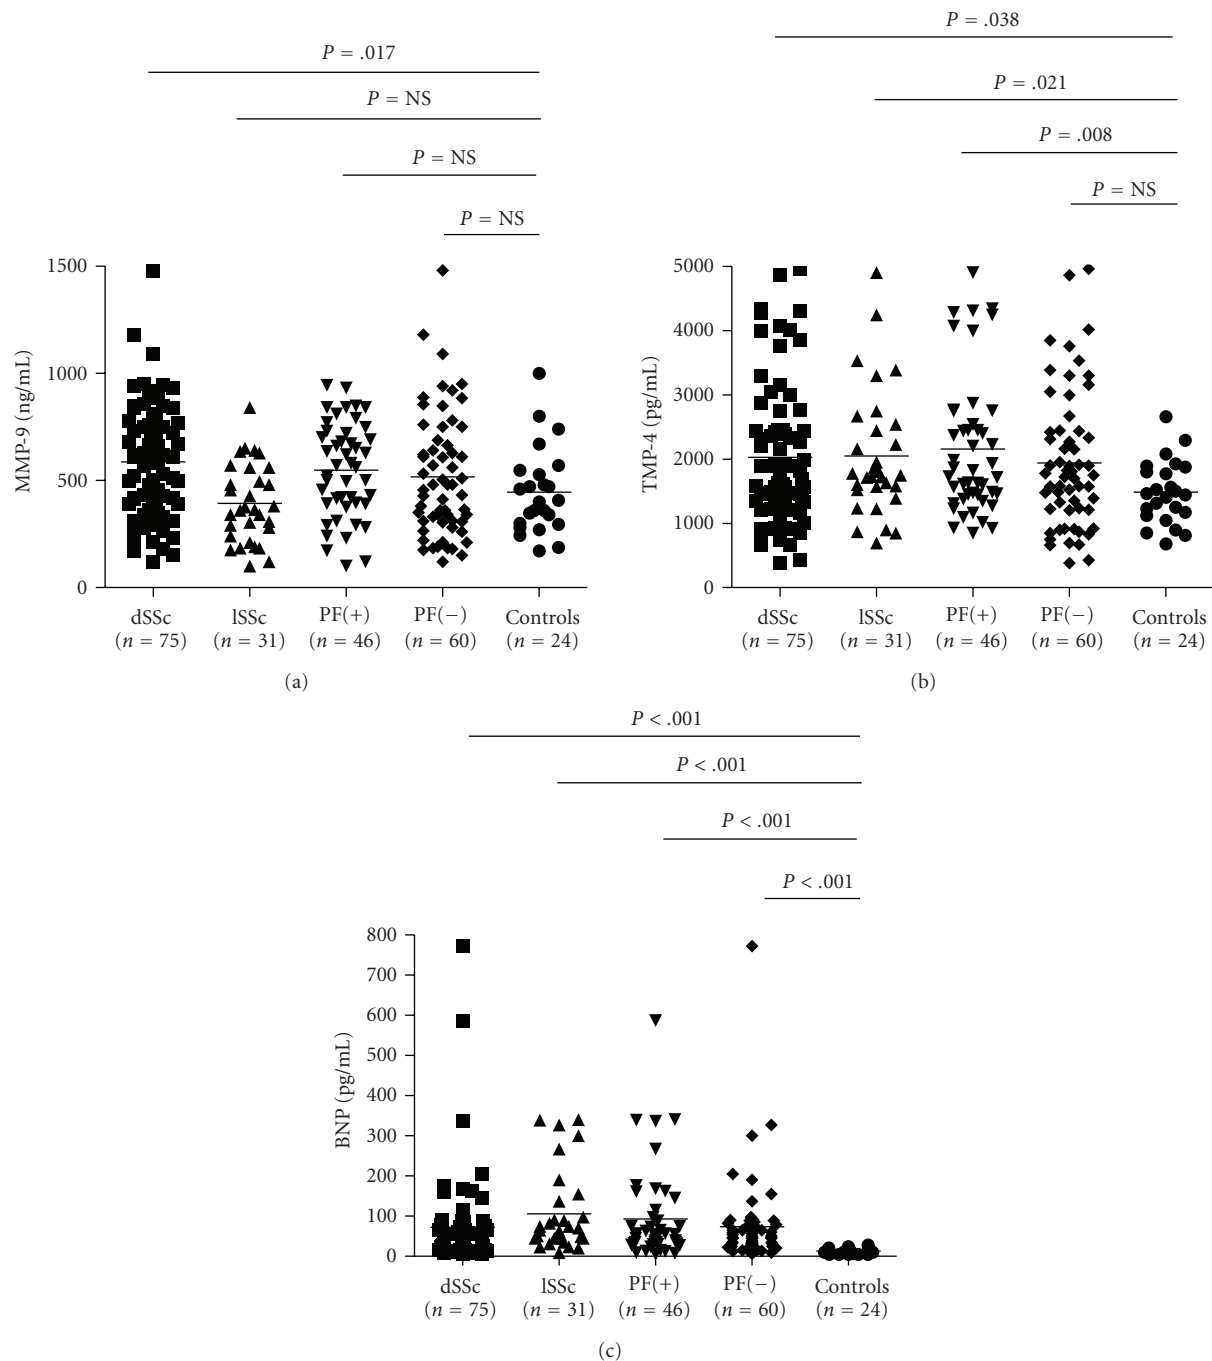 P = .017
P = NS
P = NS
P = NS
MMP-9 (ng/mL)
1500
1000
500
0
dSSc lSSc PF(+) PF(−) Controls
(n = 75) (n = 31) (n = 46) (n = 60) (n = 24)
(a)
P = .038
P = .021
P = .008
P = NS
TMP-4 (pg/mL)
5000
4000
3000
2000
1000
0
dSSc lSSc PF(+) PF(−) Controls
(n = 75) (n = 31) (n = 46) (n = 60) (n = 24)
(b)
P < .001
P < .001
P < .001
P < .001
BNP (pg/mL)
800
700
600
500
400
300
200
100
0
dSSc lSSc PF(+) PF(−) Controls
(n = 75) (n = 31) (n = 46) (n = 60) (n = 24)
(c)